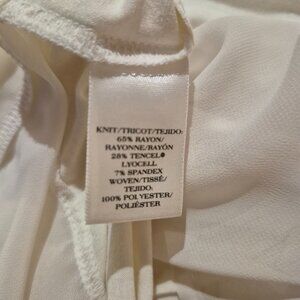 KNIT/TRICOT/TEJIDO:
65% RAYON/
RAYONNE/RAYÓN
28% TENCEL®
LYOCELL
7% SPANDEX
WOVEN/TISSÉ/
TEJIDO:
100% POLYESTER/
POLIÉSTER